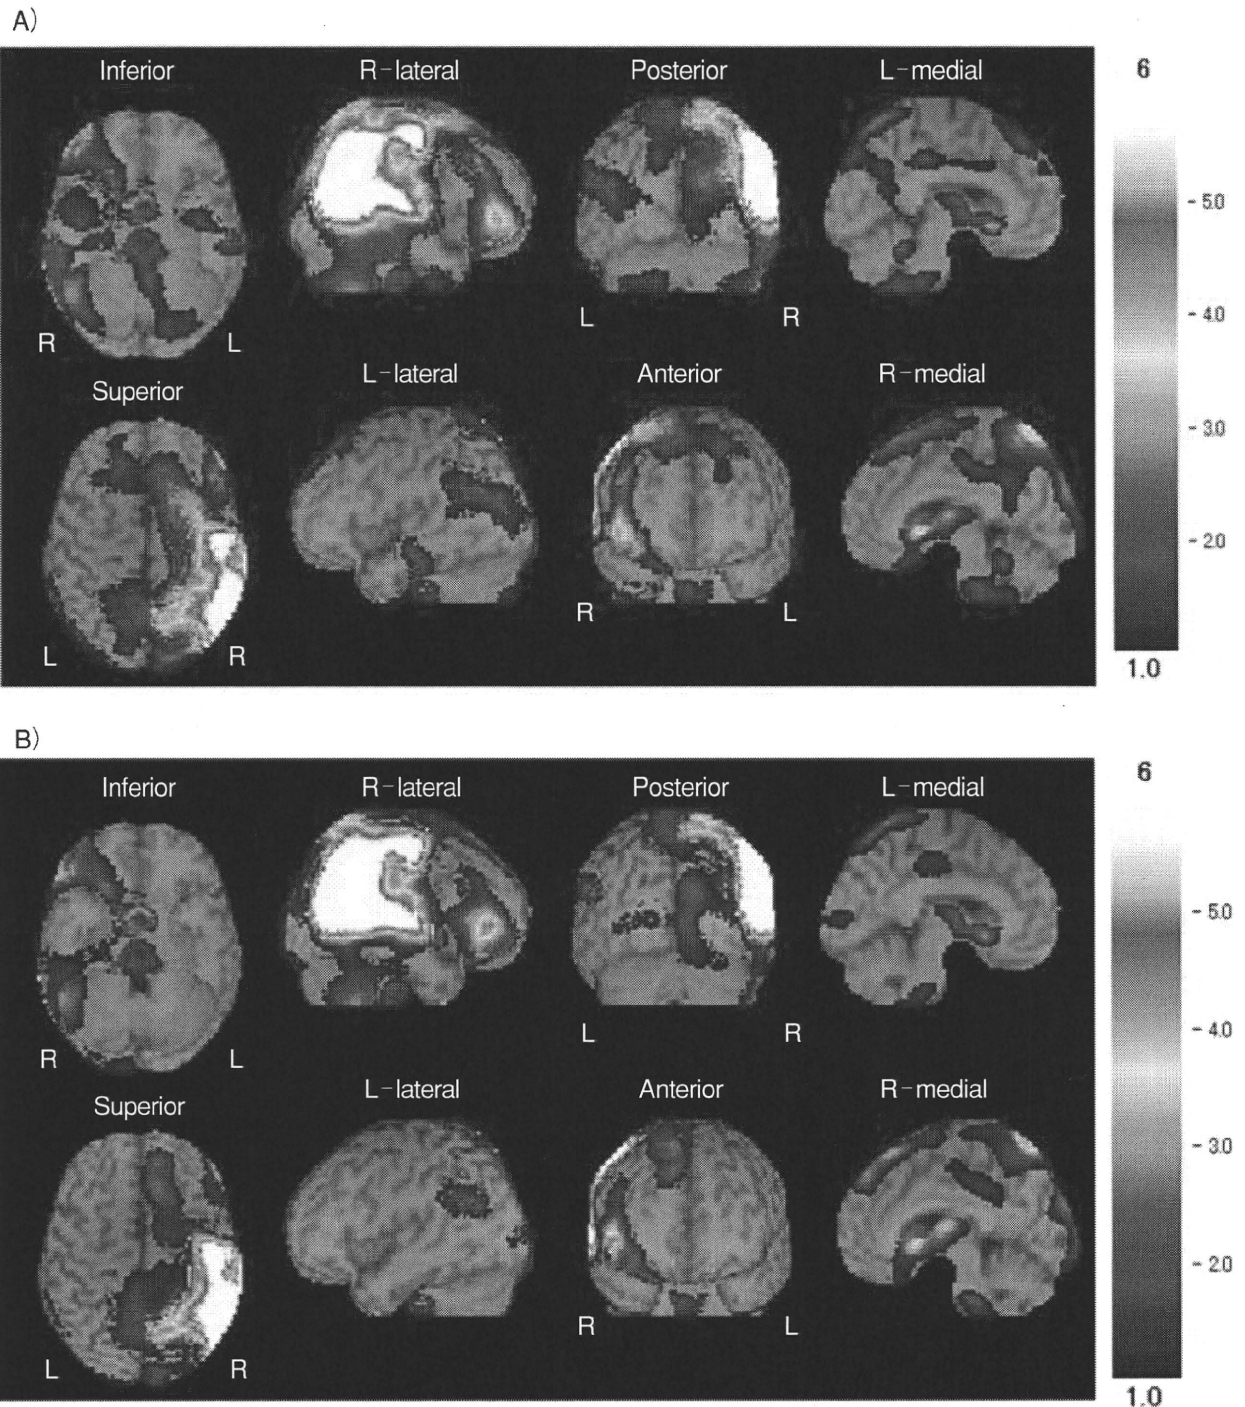 A)
Inferior R-lateral Posterior L-medial 6
5.0
4.0
L R
R L
3.0
Superior L-lateral Anterior R-medial
2.0
R L
L R
1.0
B)
Inferior R-lateral Posterior L-medial 6
5.0
4.0
L R
R L
Superior L-lateral Anterior R-medial
3.0
2.0
R L
L R
1.0